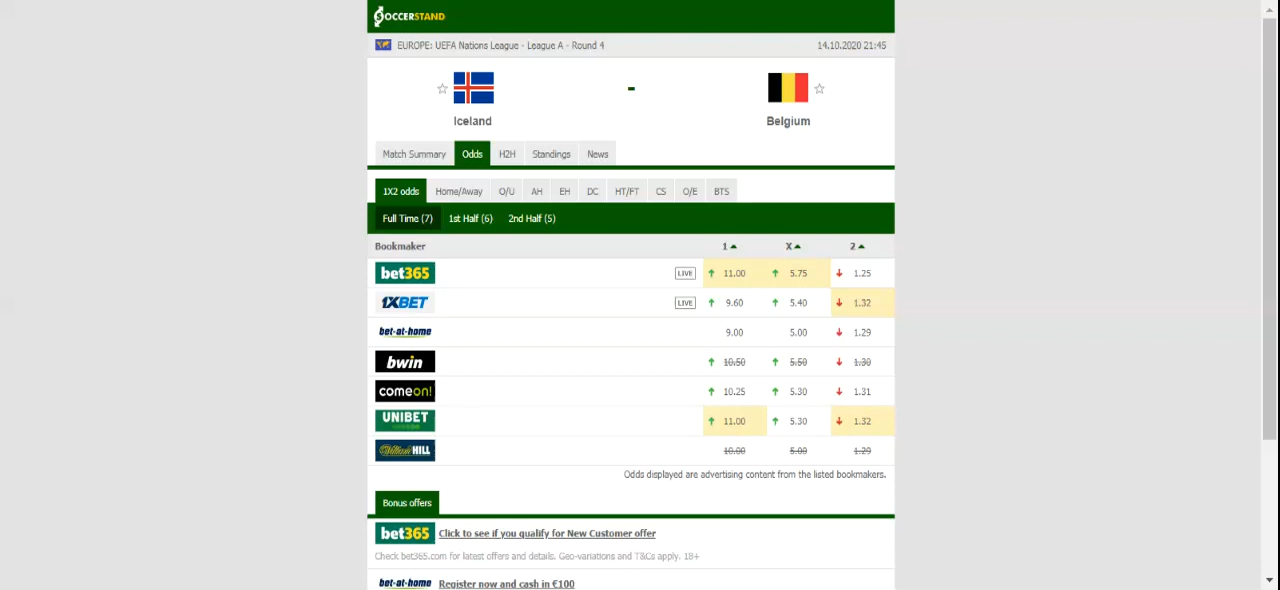 SOCCERSTAND
EUROPE: UEFA Nations League - League A - Round 4 14.10.2020 21:45
-
Iceland Belgium
Match Summary Odds H2H Standings News
1X2 odds Home/Away O/U AH EH DC HT/FT CS O/E BTS
Full Time (7) 1st Half (6) 2nd Half (5)
Bookmaker 1 X 2
bet365 LIVE 11.00 5.75 1.25
1XBET LIVE 9.60 5.40 1.32
bet-at-home 9.00 5.00 1.29
bwin 10.50 5.50 1.30
comeon! 10.25 5.30 1.31
UNIBET 11.00 5.30 1.32
William HILL 10.00 5.00 1.29
Odds displayed are advertising content from the listed bookmakers.
Bonus offers
bet365 Click to see if you qualify for New Customer offer
Check bet365.com for latest offers and details. Geo-variations and T&Cs apply. 18+
bet-at-home Register now and cash in €100